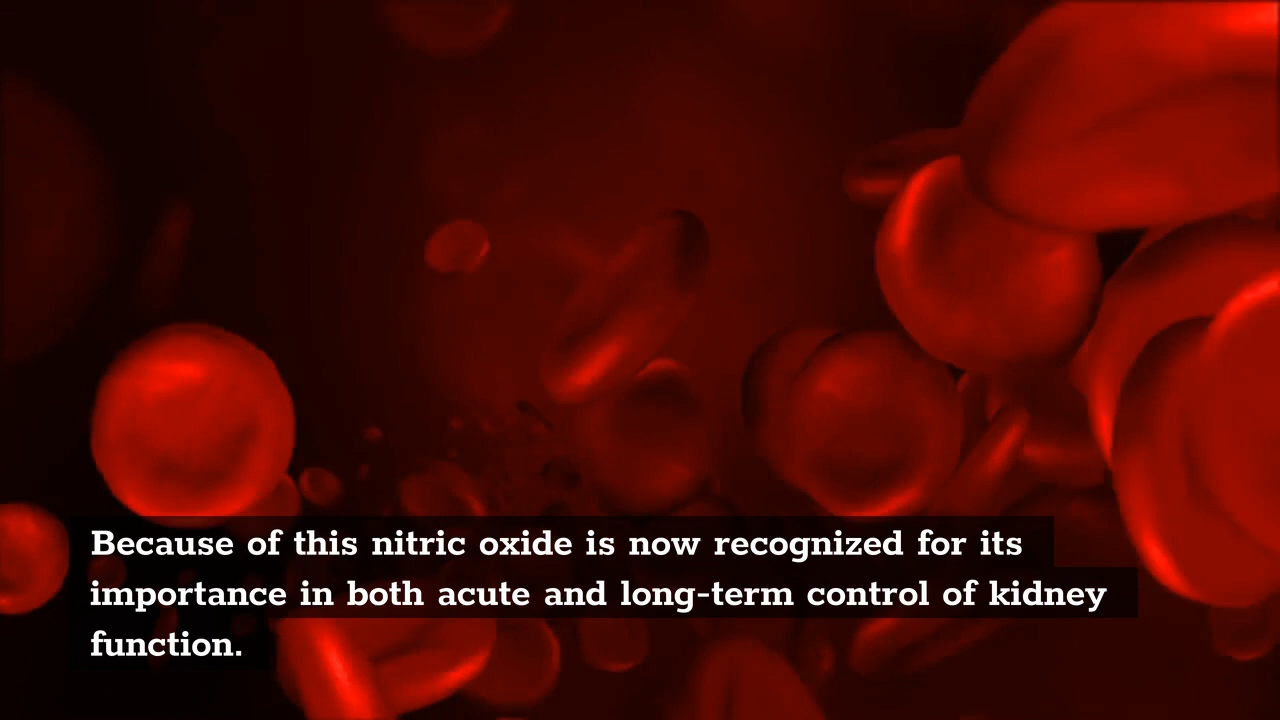 Because of this nitric oxide is now recognized for its
importance in both acute and long-term control of kidney
function.